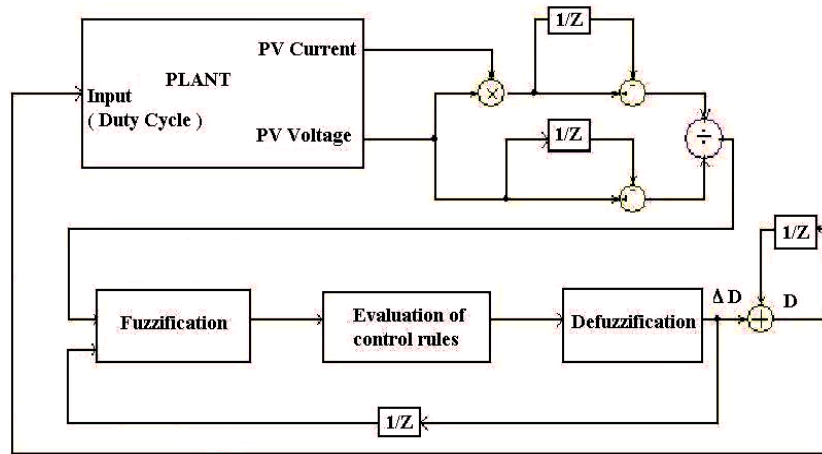 1/Z
PV Current
PLANT
×
-
Input
( Duty Cycle )
PV Voltage
1/Z
÷
-
1/Z
Δ D
D
Fuzzification
Evaluation of
control rules
Defuzzification
+
1/Z